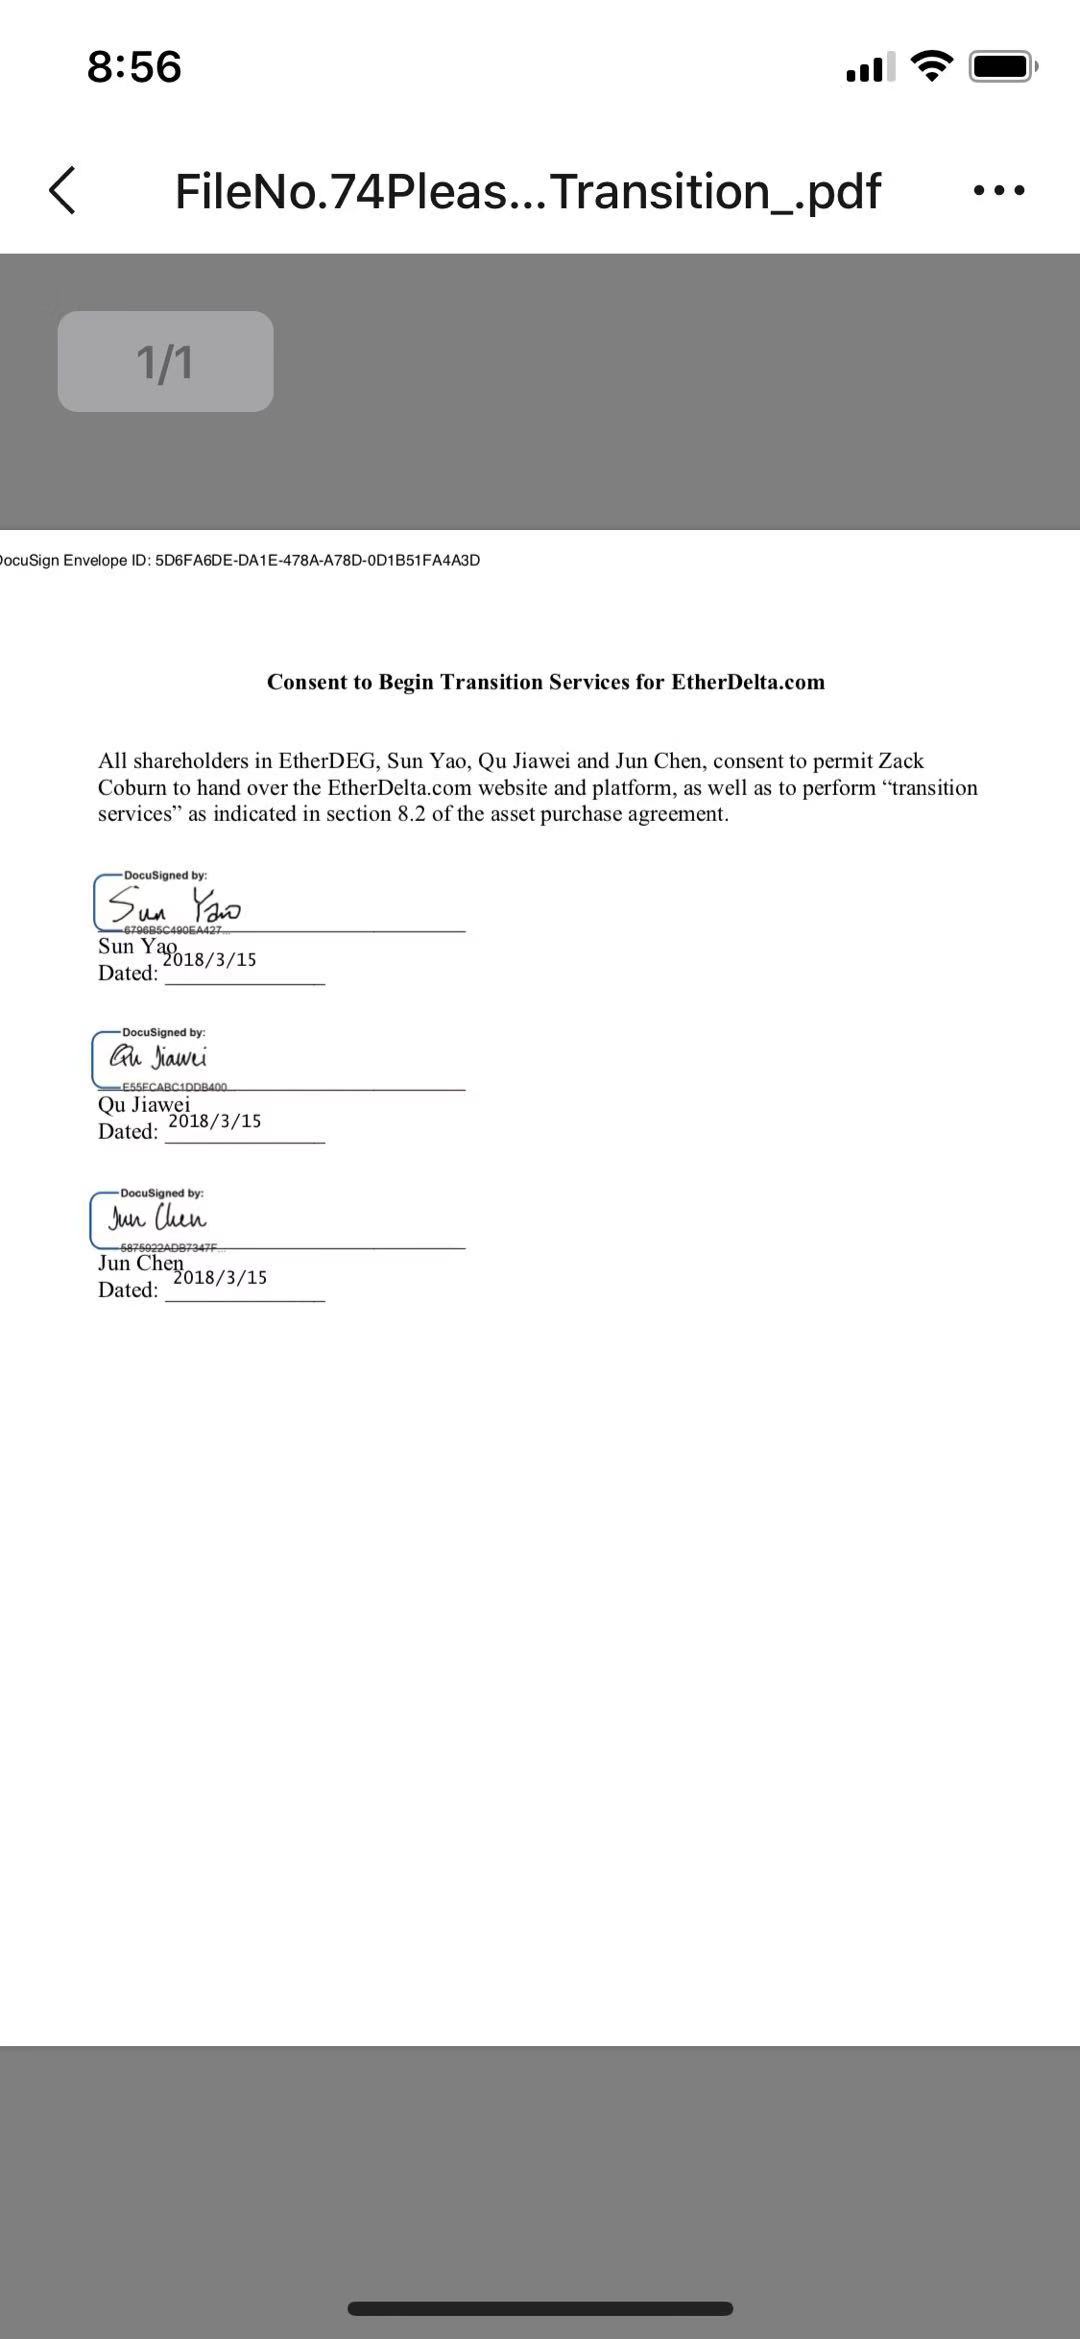 8:56
FileNo.74Pleas...Transition_.pdf
1/1
DocuSign Envelope ID: 5D6FA6DE-DA1E-478A-A78D-0D1B51FA4A3D
Consent to Begin Transition Services for EtherDelta.com
All shareholders in EtherDEG, Sun Yao, Qu Jiawei and Jun Chen, consent to permit Zack
Coburn to hand over the EtherDelta.com website and platform, as well as to perform “transition
services” as indicated in section 8.2 of the asset purchase agreement.
DocuSigned by:
Sun Yao
6796B5C490EA427...
Sun Yao
Dated: 2018/3/15
DocuSigned by:
Qu Jiawei
E55FCABC1DDB400...
Qu Jiawei
Dated: 2018/3/15
DocuSigned by:
Jun Chen
5875922ADB7347F...
Jun Chen
Dated: 2018/3/15